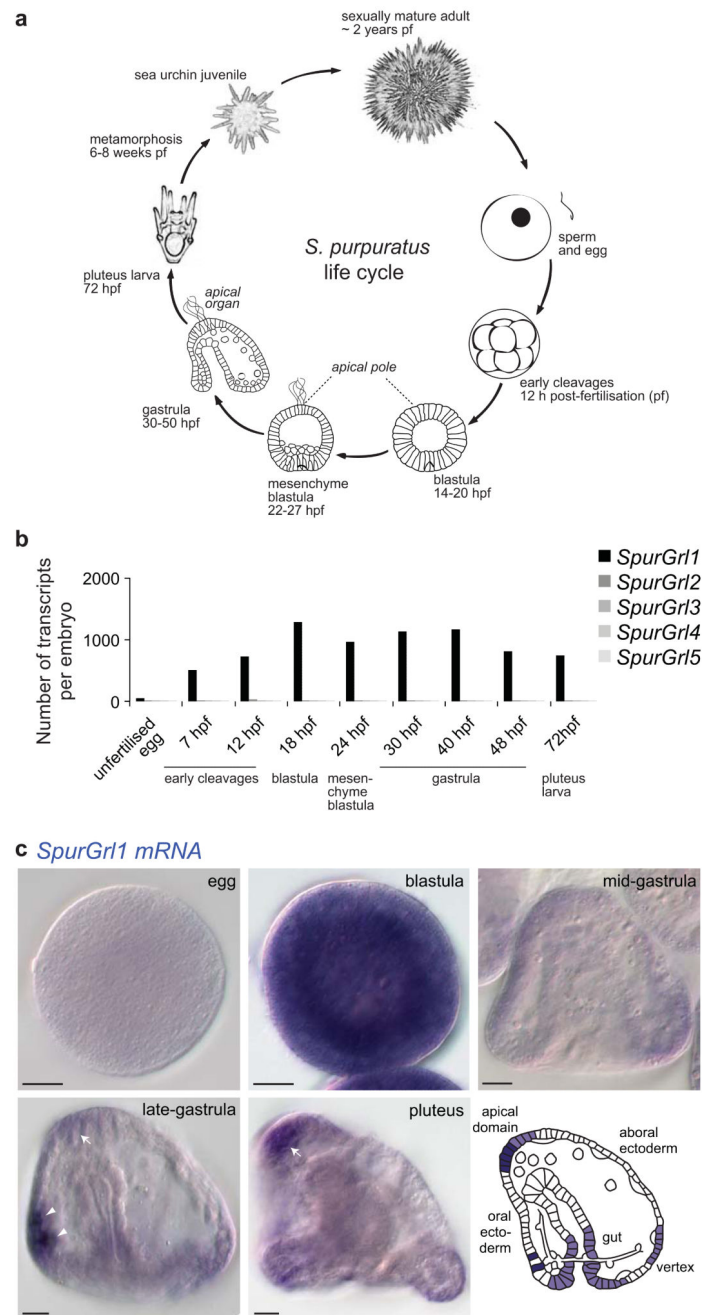 a
sexually mature adult
~ 2 years pf
sea urchin juvenile
metamorphosis
6-8 weeks pf
S. purpuratus
life cycle
sperm
and egg
pluteus larva
72 hpf
apical
organ
apical pole
early cleavages
12 h post-fertilisation (pf)
gastrula
30-50 hpf
mesenchyme
blastula
22-27 hpf
blastula
14-20 hpf
b
Number of transcripts
per embryo
2000
1000
0
SpurGrl1
SpurGrl2
SpurGrl3
SpurGrl4
SpurGrl5
unfertilised
egg
7 hpf
12 hpf
18 hpf
24 hpf
30 hpf
40 hpf
48 hpf
72hpf
early cleavages
blastula
mesen-
chyme
blastula
gastrula
pluteus
larva
c SpurGrl1 mRNA
egg
blastula
mid-gastrula
late-gastrula
pluteus
apical
domain
aboral
ectoderm
oral
ecto-
derm
gut
vertex